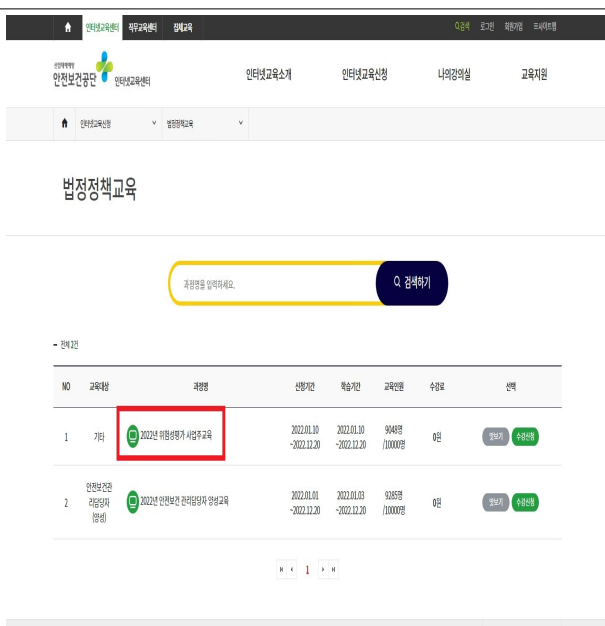 인터넷교육센터 직무교육센터 집체교육 검색 로그인 회원가입 사이트맵
산업재해예방
안전보건공단 인터넷교육센터 인터넷교육소개 인터넷교육신청 나의강의실 교육지원
인터넷교육신청 법정정책교육
법정정책교육
과정명을 입력하세요. 검색하기
전체 2건
NO 교육대상 과정명 신청기간 학습기간 교육인원 수강료 선택
1 기타 2022년 위험성평가 사업주교육 2022.01.10 ~2022.12.20 2022.01.10 ~2022.12.20 9048명 /10000명 0원 맛보기 수강신청
2 안전보건관리담당자 (양성) 2022년 안전보건 관리담당자 양성교육 2022.01.01 ~2022.12.20 2022.01.03 ~2022.12.20 9285명 /10000명 0원 맛보기 수강신청
1